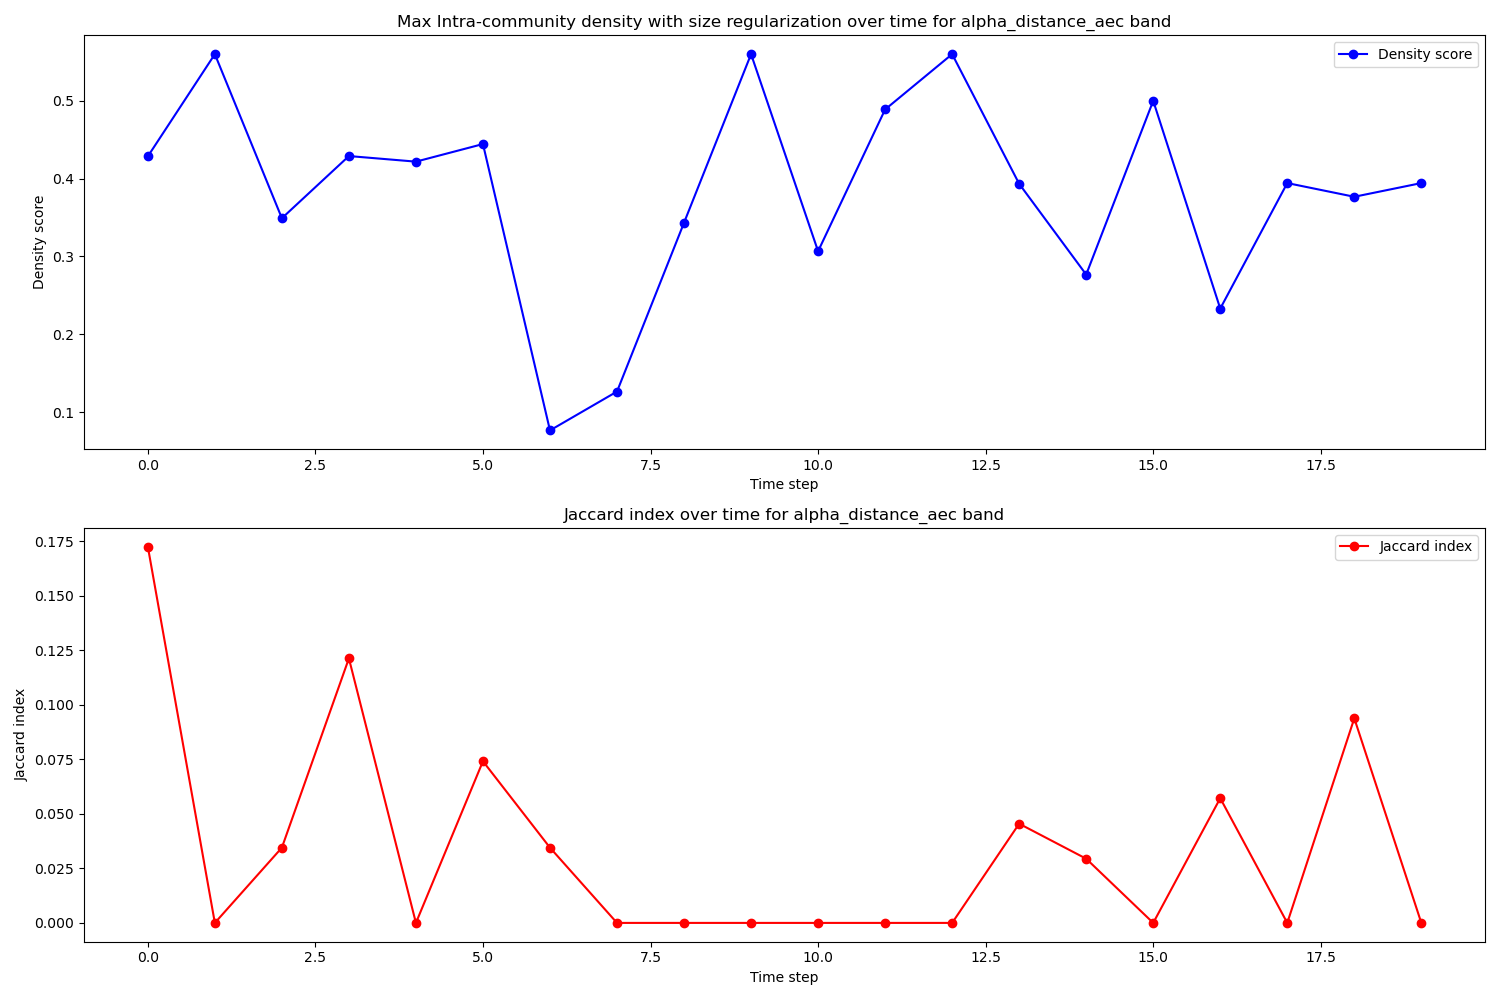 Max Intra-community density with size regularization over time for alpha_distance_aec band
Density score
Density score
0.5
0.4
0.3
0.2
0.1
0.0 2.5 5.0 7.5 10.0 12.5 15.0 17.5
Time step
Jaccard index over time for alpha_distance_aec band
Jaccard index
Jaccard index
0.175
0.150
0.125
0.100
0.075
0.050
0.025
0.000
0.0 2.5 5.0 7.5 10.0 12.5 15.0 17.5
Time step